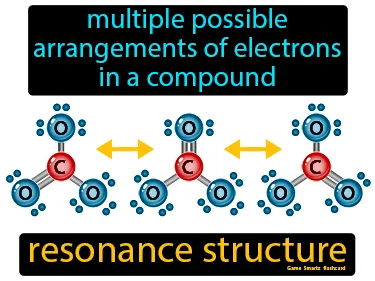 multiple possible
arrangements of electrons
in a compound
O O O
C C C
O O O O O O
resonance structure
Game Smartz flashcard